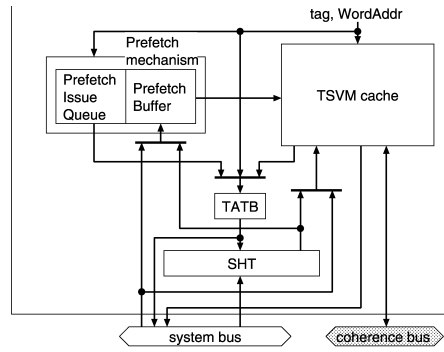 tag, WordAddr
Prefetch
mechanism
Prefetch
Issue
Queue
Prefetch
Buffer
TSVM cache
TATB
SHT
system bus
coherence bus